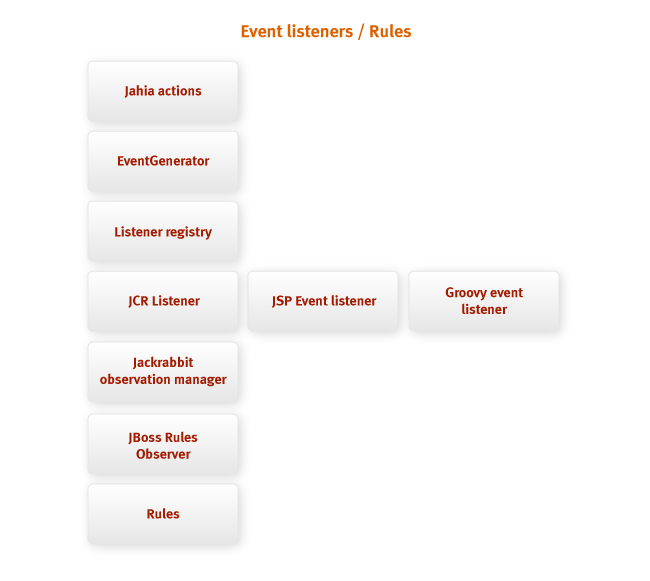 Event listeners / Rules
Jahia actions
EventGenerator
Listener registry
JCR Listener
JSP Event listener
Groovy event
listener
Jackrabbit
observation manager
JBoss Rules
Observer
Rules